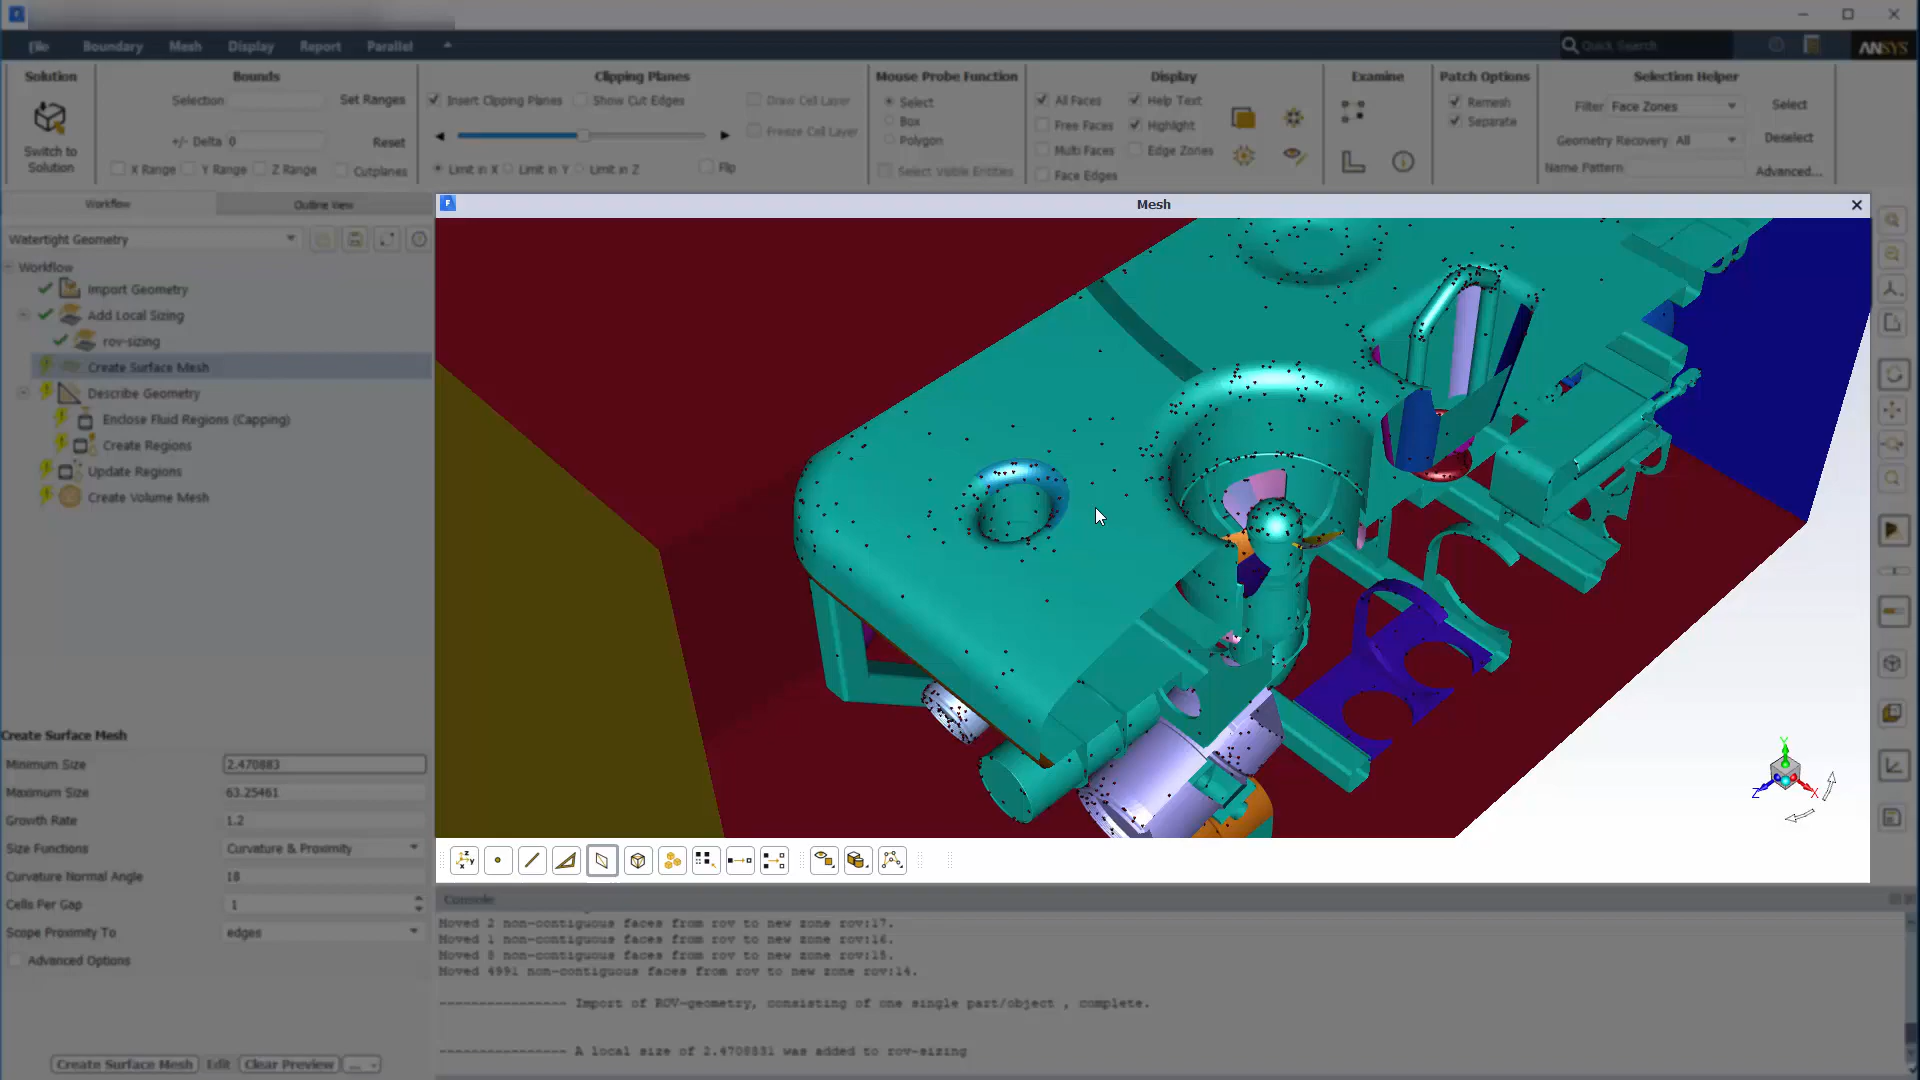 File Boundary Mesh Display Report Parallel
Quick Search
ANSYS
Solution Bounds Clipping Planes Mouse Probe Function Display Examine Patch Options Selection Helper
Switch to
Solution
Selection Set Ranges
+/- Delta 0 Reset
X Range Y Range Z Range Cutplanes
Insert Clipping Planes Show Cut Edges Draw Cell Layer
Freeze Cell Layer
Limit in X Limit in Y Limit in Z Flip
Select
Box
Polygon
Select Visible Entities
All Faces Help Text
Free Faces Highlight
Multi Faces Edge Zones
Face Edges
Remesh
Separate
Filter Face Zones Select
Geometry Recovery All Deselect
Name Pattern Advanced...
Workflow Outline View
Watertight Geometry
Workflow
Import Geometry
Add Local Sizing
rov-sizing
Create Surface Mesh
Describe Geometry
Enclose Fluid Regions (Capping)
Create Regions
Update Regions
Create Volume Mesh
Create Surface Mesh
Minimum Size 2.470883
Maximum Size 63.25461
Growth Rate 1.2
Size Functions Curvature & Proximity
Curvature Normal Angle 18
Cells Per Gap 1
Scope Proximity To edges
Advanced Options
Create Surface Mesh Edit Clear Preview ...
Mesh
Y
Z X
Console
Moved 2 non-contiguous faces from rov to new zone rov:17.
Moved 1 non-contiguous faces from rov to new zone rov:16.
Moved 8 non-contiguous faces from rov to new zone rov:15.
Moved 4991 non-contiguous faces from rov to new zone rov:14.
---------------- Import of ROV-geometry, consisting of one single part/object , complete.
---------------- A local size of 2.4708831 was added to rov-sizing